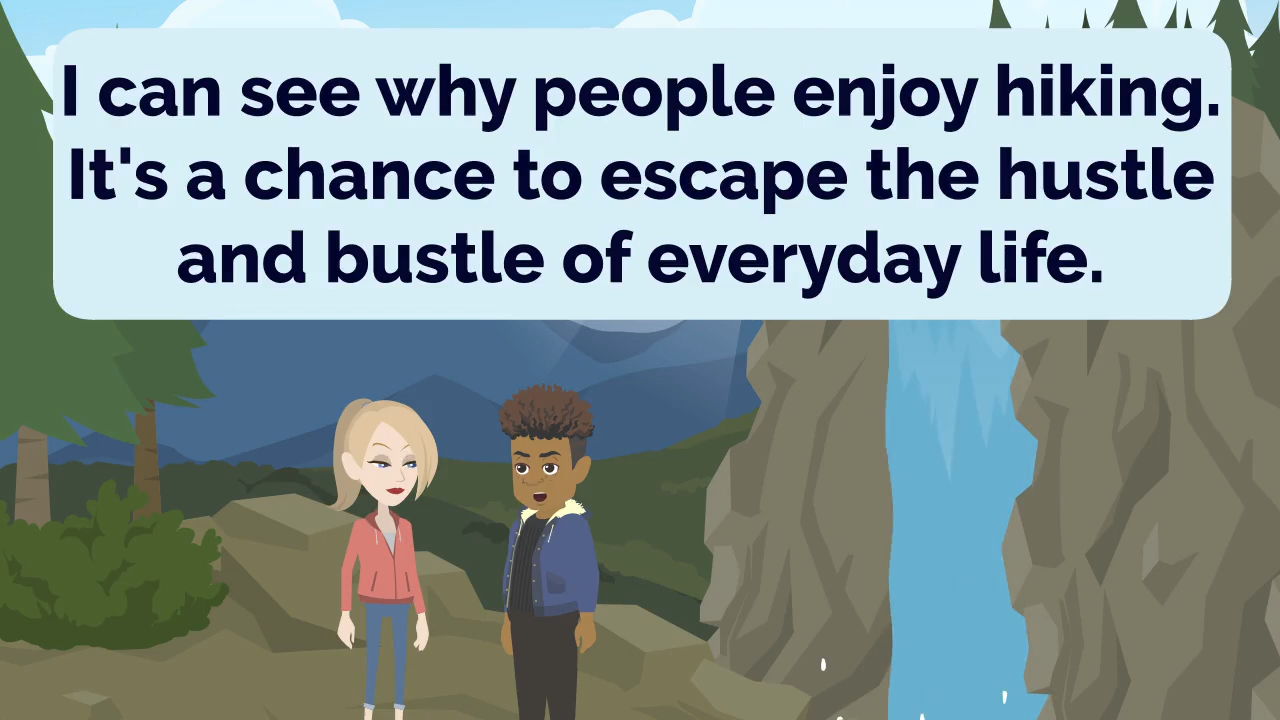 I can see why people enjoy hiking.
It's a chance to escape the hustle
and bustle of everyday life.